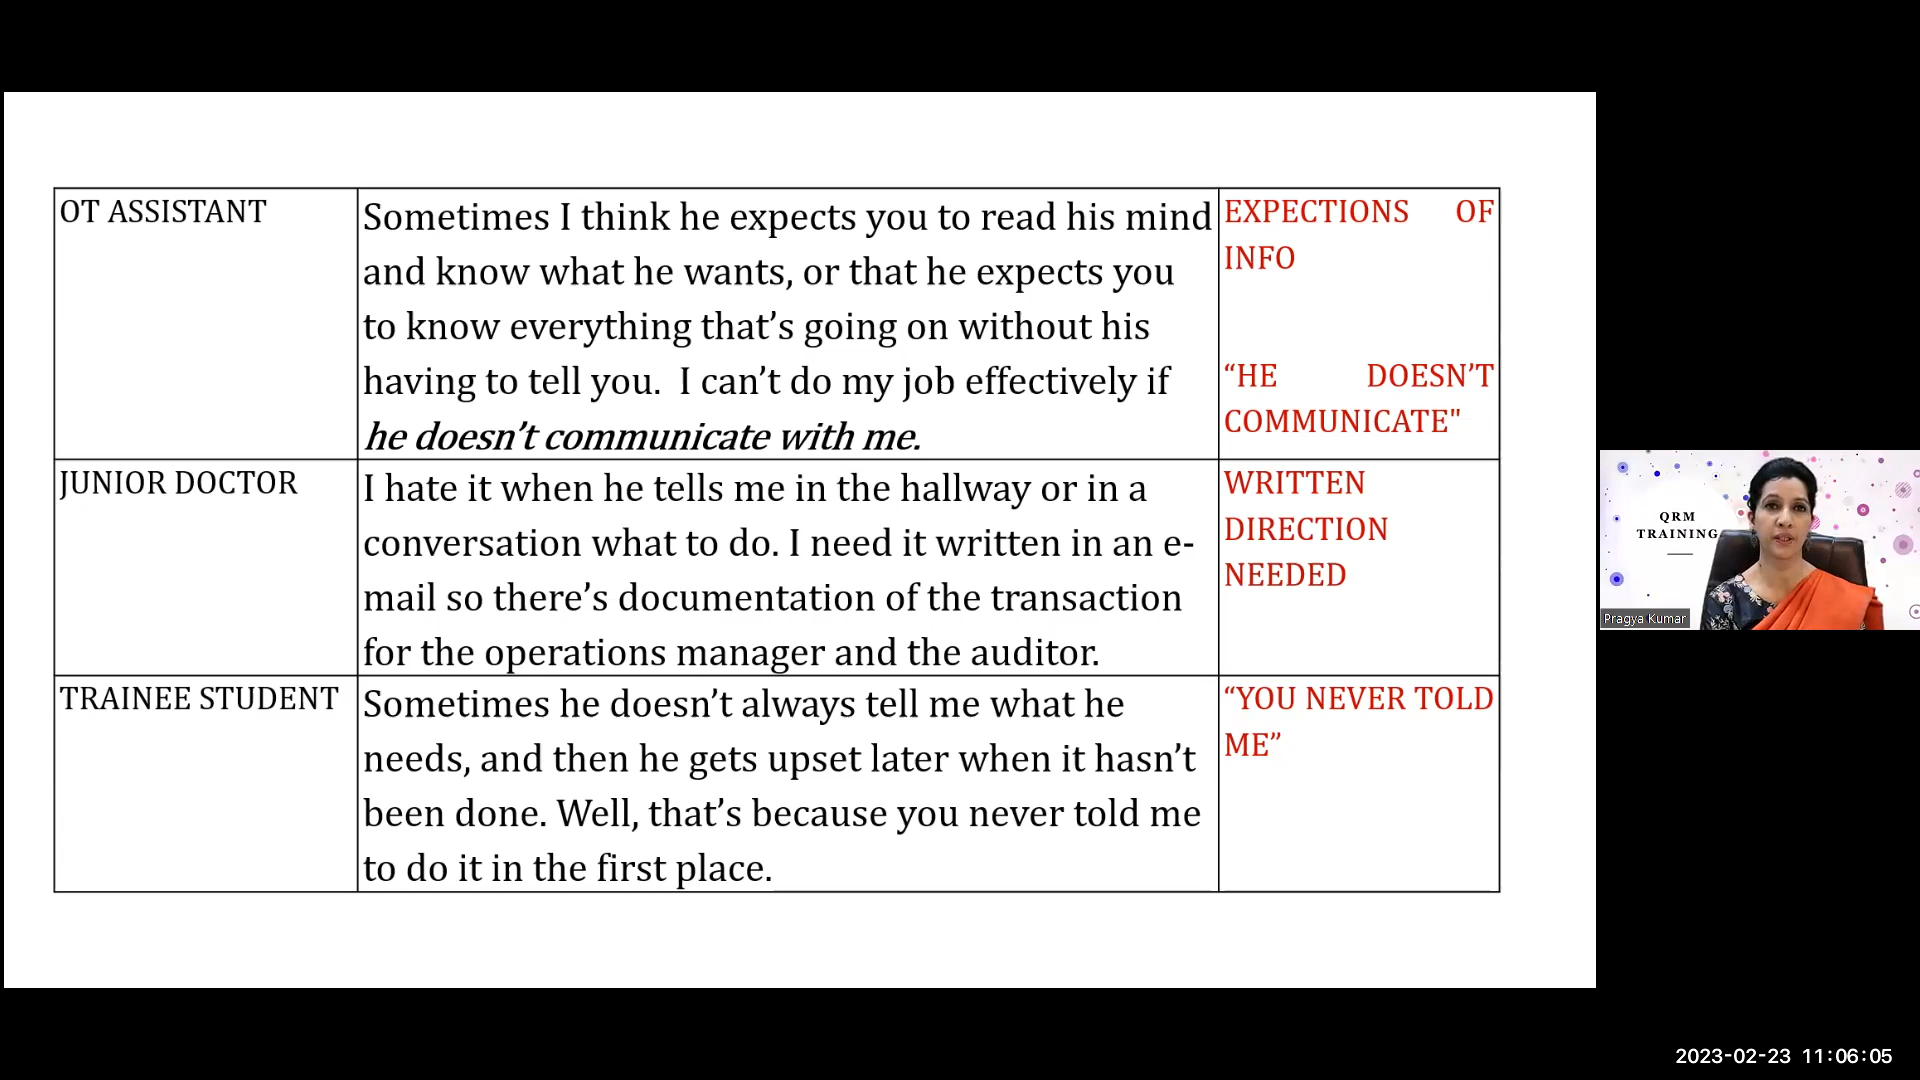 OT ASSISTANT
Sometimes I think he expects you to read his mind
and know what he wants, or that he expects you
to know everything that’s going on without his
having to tell you.  I can’t do my job effectively if
he doesn’t communicate with me.
EXPECTIONS OF
INFO
“HE DOESN’T
COMMUNICATE"
JUNIOR DOCTOR
I hate it when he tells me in the hallway or in a
conversation what to do. I need it written in an e-
mail so there’s documentation of the transaction
for the operations manager and the auditor.
WRITTEN
DIRECTION
NEEDED
TRAINEE STUDENT
Sometimes he doesn’t always tell me what he
needs, and then he gets upset later when it hasn’t
been done. Well, that’s because you never told me
to do it in the first place.
“YOU NEVER TOLD
ME”
QRM
TRAINING
Pragya Kumar
2023-02-23 11:06:05